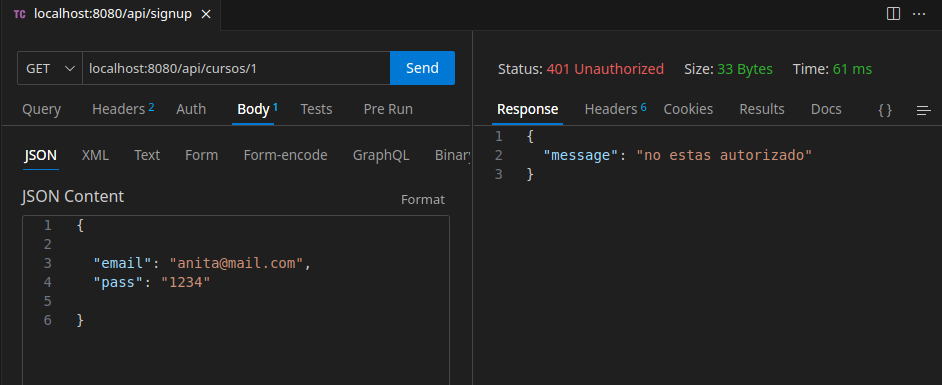 TC localhost:8080/api/signup
GET localhost:8080/api/cursos/1 Send
Query Headers 2 Auth Body 1 Tests Pre Run
JSON XML Text Form Form-encode GraphQL Binary
JSON Content Format
1 {
2
3 "email": "anita@mail.com",
4 "pass": "1234"
5
6 }
Status: 401 Unauthorized Size: 33 Bytes Time: 61 ms
Response Headers 6 Cookies Results Docs { }
1 {
2 "message": "no estas autorizado"
3 }